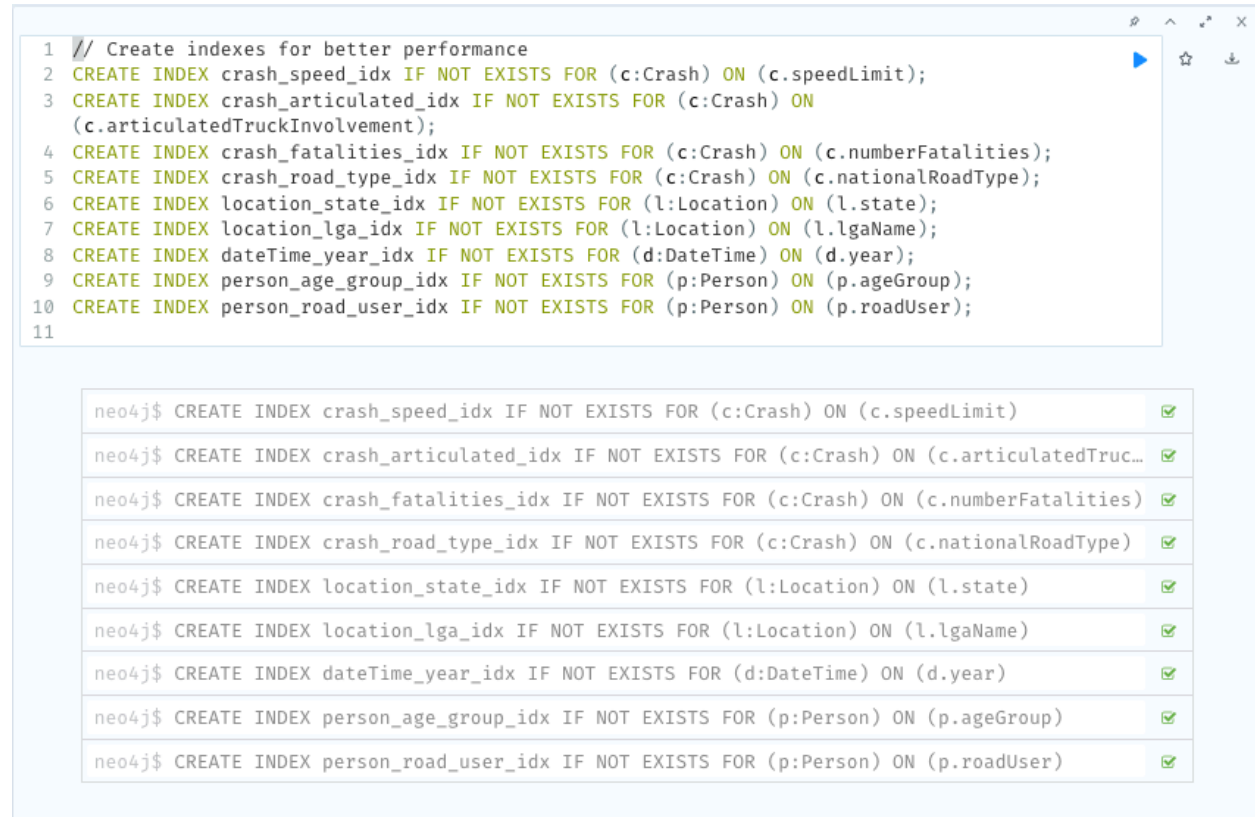 1 // Create indexes for better performance
2 CREATE INDEX crash_speed_idx IF NOT EXISTS FOR (c:Crash) ON (c.speedLimit);
3 CREATE INDEX crash_articulated_idx IF NOT EXISTS FOR (c:Crash) ON
(c.articulatedTruckInvolvement);
4 CREATE INDEX crash_fatalities_idx IF NOT EXISTS FOR (c:Crash) ON (c.numberFatalities);
5 CREATE INDEX crash_road_type_idx IF NOT EXISTS FOR (c:Crash) ON (c.nationalRoadType);
6 CREATE INDEX location_state_idx IF NOT EXISTS FOR (l:Location) ON (l.state);
7 CREATE INDEX location_lga_idx IF NOT EXISTS FOR (l:Location) ON (l.lgaName);
8 CREATE INDEX dateTime_year_idx IF NOT EXISTS FOR (d:DateTime) ON (d.year);
9 CREATE INDEX person_age_group_idx IF NOT EXISTS FOR (p:Person) ON (p.ageGroup);
10 CREATE INDEX person_road_user_idx IF NOT EXISTS FOR (p:Person) ON (p.roadUser);
11
neo4j$ CREATE INDEX crash_speed_idx IF NOT EXISTS FOR (c:Crash) ON (c.speedLimit)
neo4j$ CREATE INDEX crash_articulated_idx IF NOT EXISTS FOR (c:Crash) ON (c.articulatedTruc…
neo4j$ CREATE INDEX crash_fatalities_idx IF NOT EXISTS FOR (c:Crash) ON (c.numberFatalities)
neo4j$ CREATE INDEX crash_road_type_idx IF NOT EXISTS FOR (c:Crash) ON (c.nationalRoadType)
neo4j$ CREATE INDEX location_state_idx IF NOT EXISTS FOR (l:Location) ON (l.state)
neo4j$ CREATE INDEX location_lga_idx IF NOT EXISTS FOR (l:Location) ON (l.lgaName)
neo4j$ CREATE INDEX dateTime_year_idx IF NOT EXISTS FOR (d:DateTime) ON (d.year)
neo4j$ CREATE INDEX person_age_group_idx IF NOT EXISTS FOR (p:Person) ON (p.ageGroup)
neo4j$ CREATE INDEX person_road_user_idx IF NOT EXISTS FOR (p:Person) ON (p.roadUser)